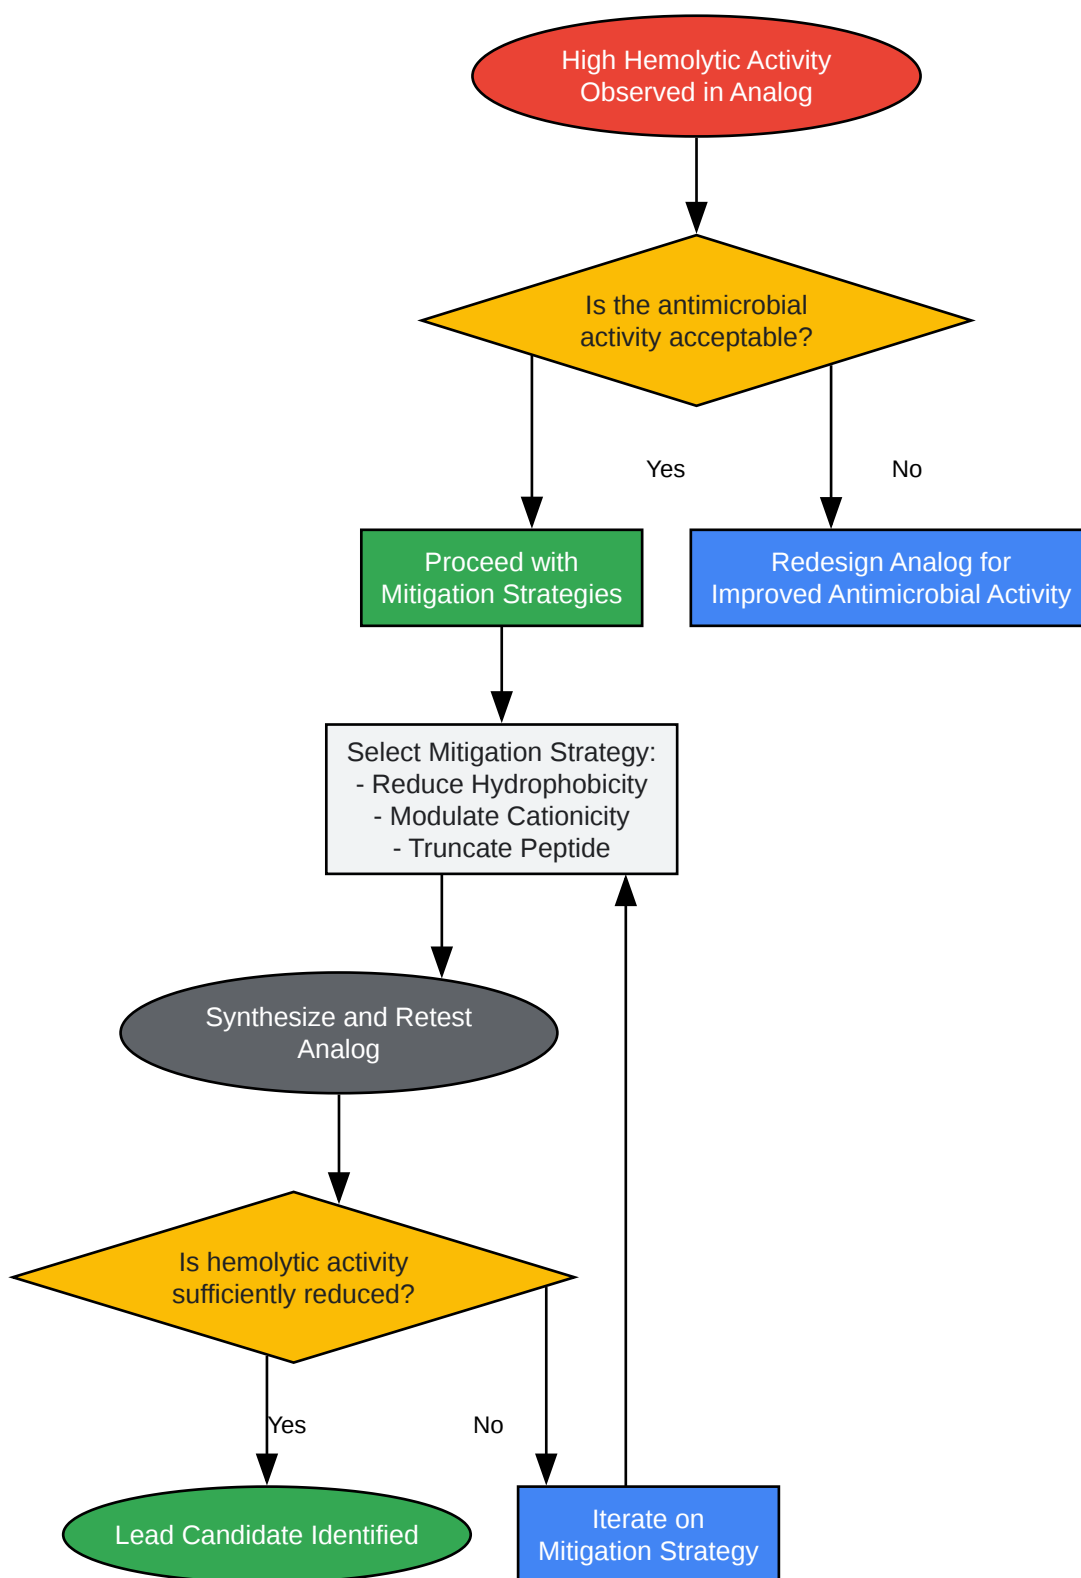 High Hemolytic Activity
Observed in Analog
Is the antimicrobial
activity acceptable?
Yes
No
Proceed with
Mitigation Strategies
Redesign Analog for
Improved Antimicrobial Activity
Select Mitigation Strategy:
- Reduce Hydrophobicity
- Modulate Cationicity
- Truncate Peptide
Synthesize and Retest
Analog
Is hemolytic activity
sufficiently reduced?
Yes
No
Lead Candidate Identified
Iterate on
Mitigation Strategy